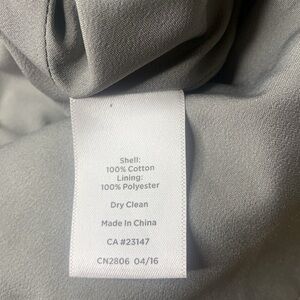 Shell:
100% Cotton
Lining:
100% Polyester
Dry Clean
Made In China
CA #23147
CN2806 04/16